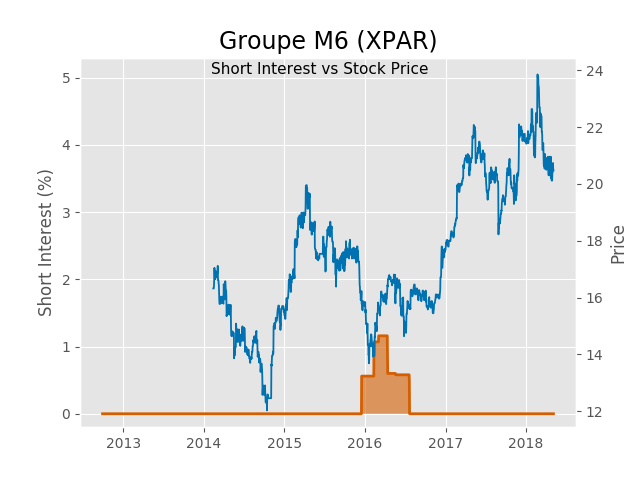 Groupe M6 (XPAR)
Short Interest vs Stock Price
Short Interest (%)
5
4
3
2
1
0
24
22
20
18
16
14
12
Price
2013 2014 2015 2016 2017 2018